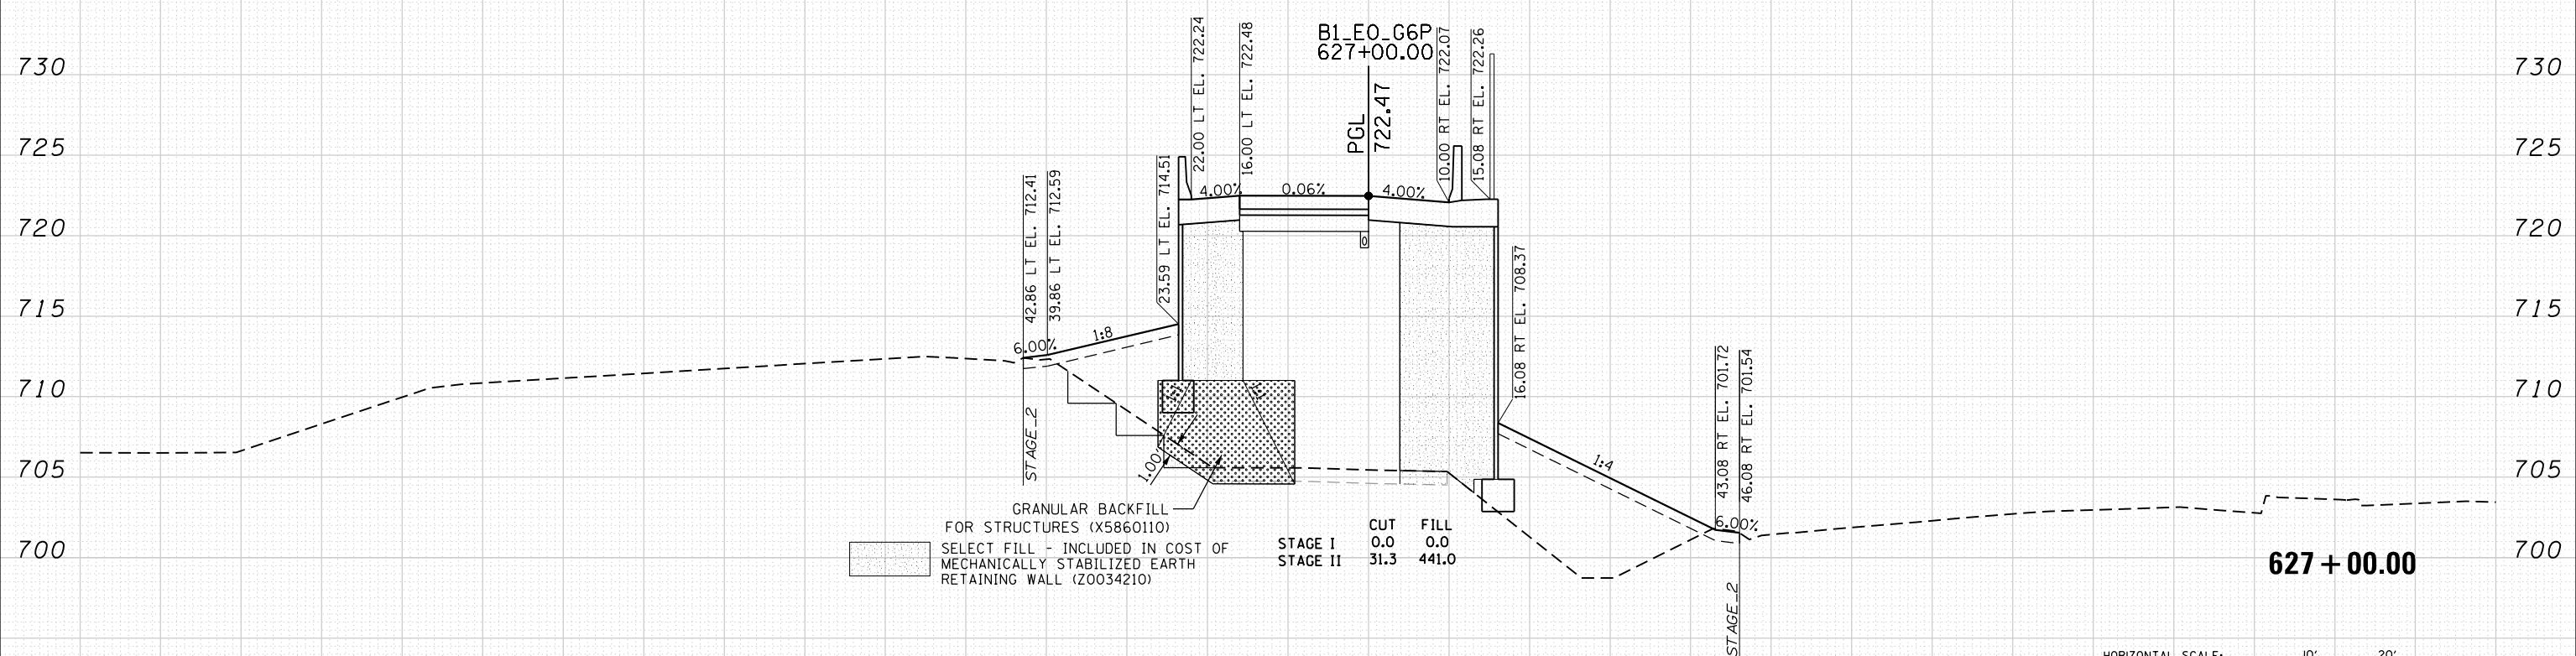 B1_EO_G6P
627+00.00
22.00 LT EL. 722.24
16.00 LT EL. 722.48
PGL
722.47
10.00 RT EL. 722.07
15.08 RT EL. 722.26
730
730
725
725
42.86 LT EL. 712.41
39.86 LT EL. 712.59
23.59 LT EL. 714.51
4.00%
0.06%
4.00%
720
720
16.08 RT EL. 708.37
715
715
6.00%
1:8
43.08 RT EL. 701.72
46.08 RT EL. 701.54
710
710
STAGE_2
1.00'
1:4
705
705
GRANULAR BACKFILL
FOR STRUCTURES (X5860110)
SELECT FILL - INCLUDED IN COST OF
MECHANICALLY STABILIZED EARTH
RETAINING WALL (Z0034210)
CUT FILL
STAGE I 0.0 0.0
STAGE II 31.3 441.0
6.00%
700
700
627+00.00
STAGE_2
HORIZONTAL SCALE: 10' 20'